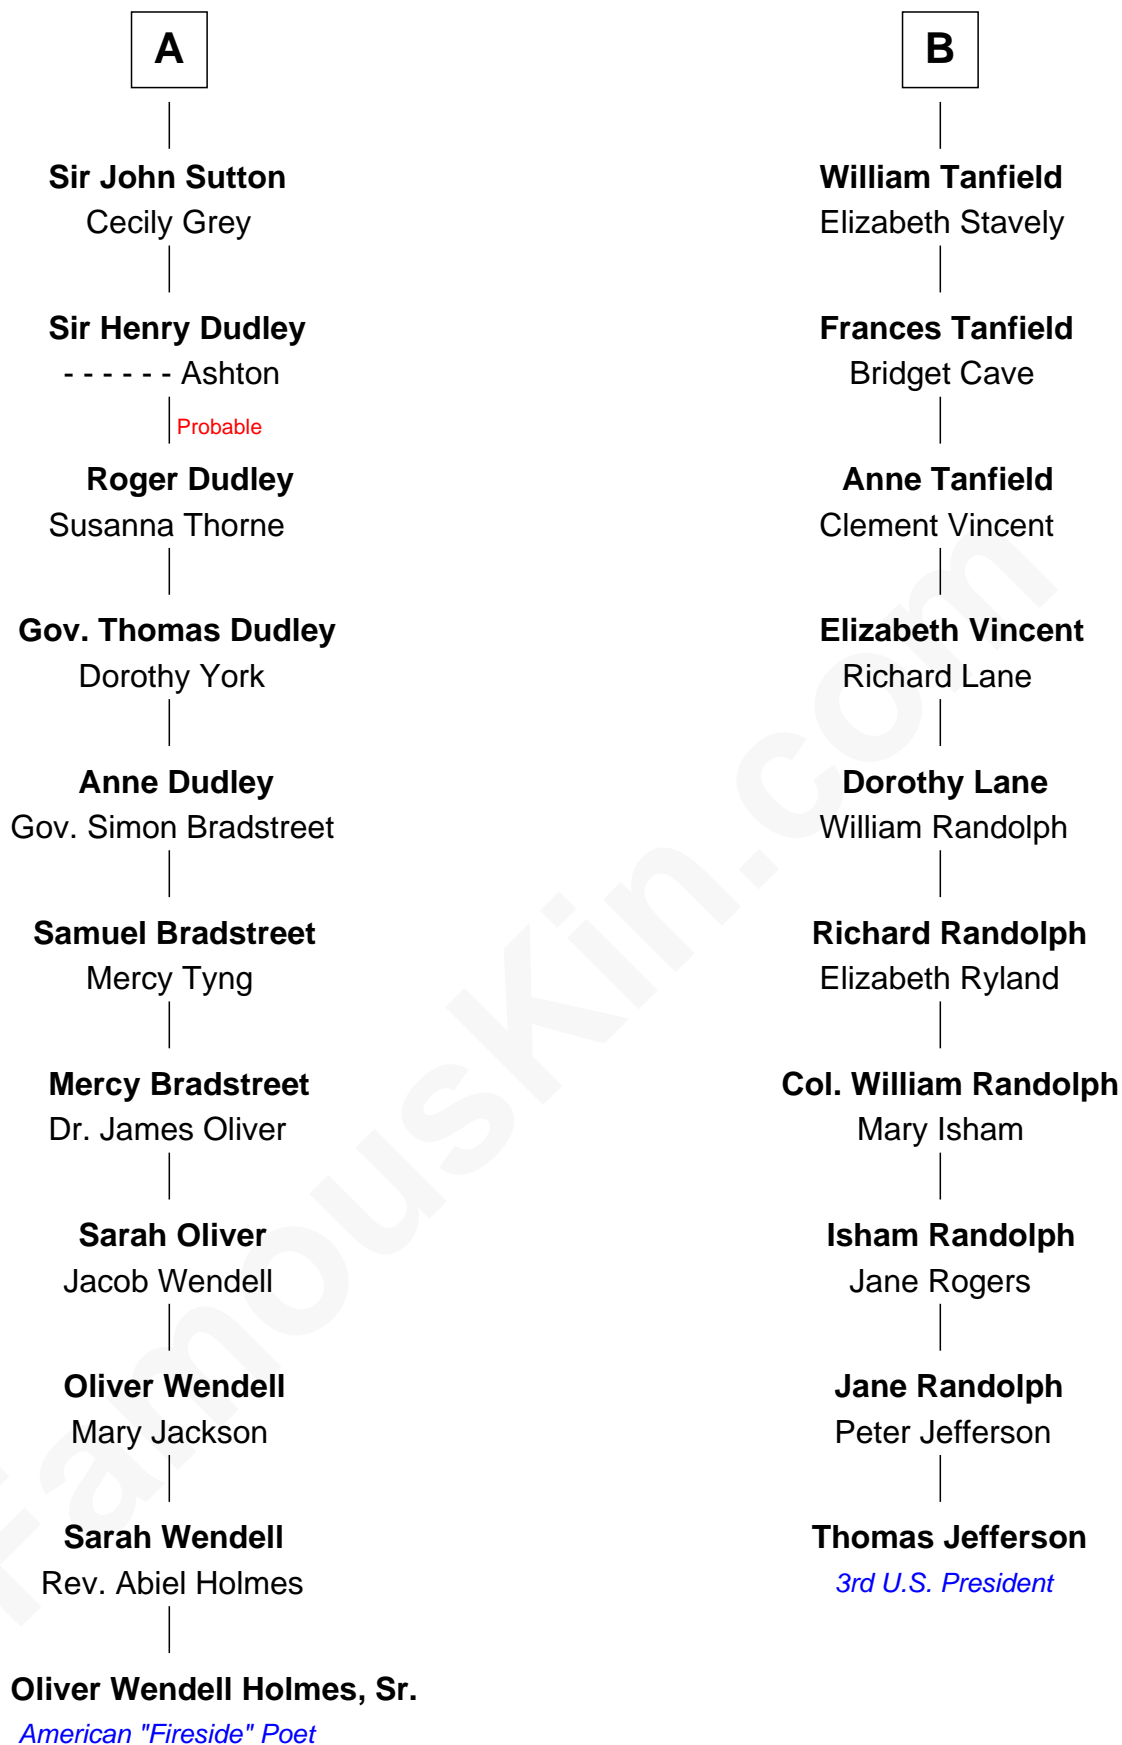 A
Sir John Sutton
Cecily Grey
Sir Henry Dudley
- - - - - - Ashton
Probable
Roger Dudley
Susanna Thorne
Gov. Thomas Dudley
Dorothy York
Anne Dudley
Gov. Simon Bradstreet
Samuel Bradstreet
Mercy Tyng
Mercy Bradstreet
Dr. James Oliver
Sarah Oliver
Jacob Wendell
Oliver Wendell
Mary Jackson
Sarah Wendell
Rev. Abiel Holmes
Oliver Wendell Holmes, Sr.
American "Fireside" Poet
B
William Tanfield
Elizabeth Stavely
Frances Tanfield
Bridget Cave
Anne Tanfield
Clement Vincent
Elizabeth Vincent
Richard Lane
Dorothy Lane
William Randolph
Richard Randolph
Elizabeth Ryland
Col. William Randolph
Mary Isham
Isham Randolph
Jane Rogers
Jane Randolph
Peter Jefferson
Thomas Jefferson
3rd U.S. President
FamousKin.com